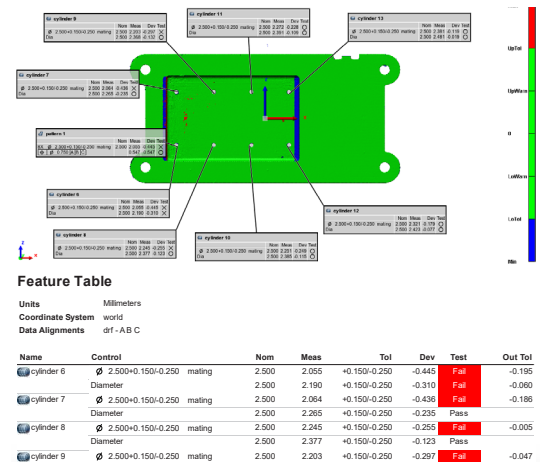 cylinder 9
Nom Meas Dev Test
Ø 2.500+0.150/-0.250 mating 2.500 2.203 -0.297
Dia 2.500 2.368 -0.132
cylinder 11
Nom Meas Dev Test
Ø 2.500+0.150/-0.250 mating 2.500 2.272 -0.228
Dia 2.500 2.391 -0.109
cylinder 13
Nom Meas Dev Test
Ø 2.500+0.150/-0.250 mating 2.500 2.381 -0.119
Dia 2.500 2.481 -0.019
UpTol
cylinder 7
Nom Meas Dev Test
Ø 2.500+0.150/-0.250 mating 2.500 2.064 -0.436
Dia 2.500 2.265 -0.235
UpWarn
pattern 1
Nom Meas Dev Test
2.500 2.055
0.547 0.547
0
LoWarn
cylinder 6
Nom Meas Dev Test
Ø 2.500+0.150/-0.250 mating 2.500 2.055 -0.445
Dia 2.500 2.190 -0.310
cylinder 12
Nom Meas Dev Test
Ø 2.500+0.150/-0.250 mating 2.500 2.321 -0.179
Dia 2.500 2.423 -0.077
LoTol
cylinder 8
Nom Meas Dev Test
Ø 2.500+0.150/-0.250 mating 2.500 2.245 -0.255
Dia 2.500 2.377 -0.123
cylinder 10
Nom Meas Dev Test
Ø 2.500+0.150/-0.250 mating 2.500 2.251 -0.249
Dia 2.500 2.385 -0.115
Min
Feature Table
Units Millimeters
Coordinate System world
Data Alignments drf - A B C
Name Control Nom Meas Tol Dev Test Out Tol
cylinder 6 Ø 2.500+0.150/-0.250 mating 2.500 2.055 +0.150/-0.250 -0.445 Fail -0.195
Diameter 2.500 2.190 +0.150/-0.250 -0.310 Fail -0.060
cylinder 7 Ø 2.500+0.150/-0.250 mating 2.500 2.064 +0.150/-0.250 -0.436 Fail -0.186
Diameter 2.500 2.265 +0.150/-0.250 -0.235 Pass
cylinder 8 Ø 2.500+0.150/-0.250 mating 2.500 2.245 +0.150/-0.250 -0.255 Fail -0.005
Diameter 2.500 2.377 +0.150/-0.250 -0.123 Pass
cylinder 9 Ø 2.500+0.150/-0.250 mating 2.500 2.203 +0.150/-0.250 -0.297 Fail -0.047